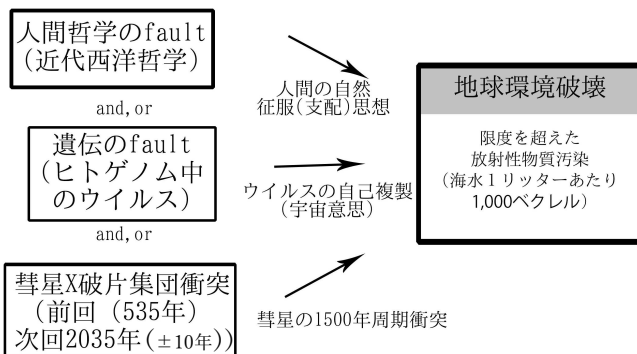 人間哲学のfault
（近代西洋哲学）
人間の自然
征服（支配）思想
and,or
遺伝のfault
（ヒトゲノム中
のウイルス）
ウイルスの自己複製
（宇宙意思）
and,or
彗星X破片集団衝突
（前回（535年）
次回2035年（±10年））
彗星の1500年周期衝突
地球環境破壊
限度を超えた
放射性物質汚染
（海水１リッターあたり
1,000ベクレル）